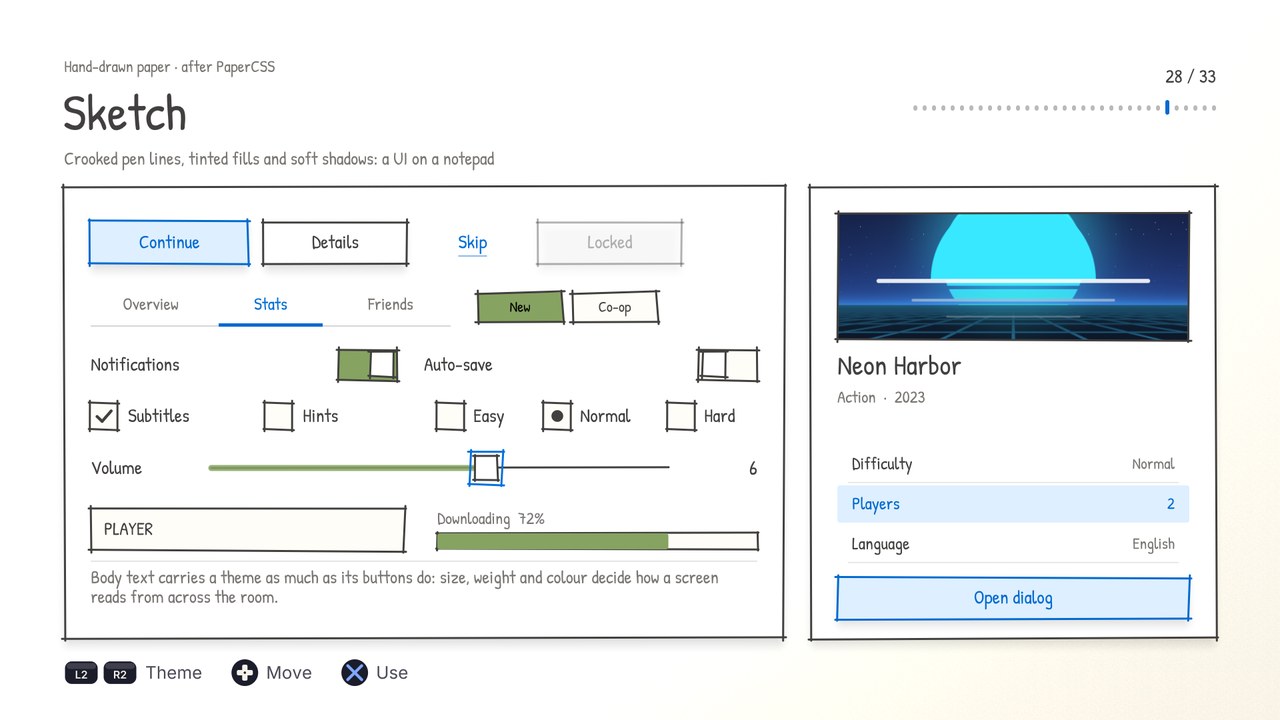 Hand-drawn paper · after PaperCSS
28 / 33
Sketch
Crooked pen lines, tinted fills and soft shadows: a UI on a notepad
Continue
Details
Skip
Locked
Overview
Stats
Friends
New
Co-op
Notifications
Auto-save
Subtitles
Hints
Easy
Normal
Hard
Volume
6
PLAYER
Downloading 72%
Body text carries a theme as much as its buttons do: size, weight and colour decide how a screen
reads from across the room.
Neon Harbor
Action · 2023
Difficulty
Normal
Players
2
Language
English
Open dialog
L2
R2
Theme
Move
Use